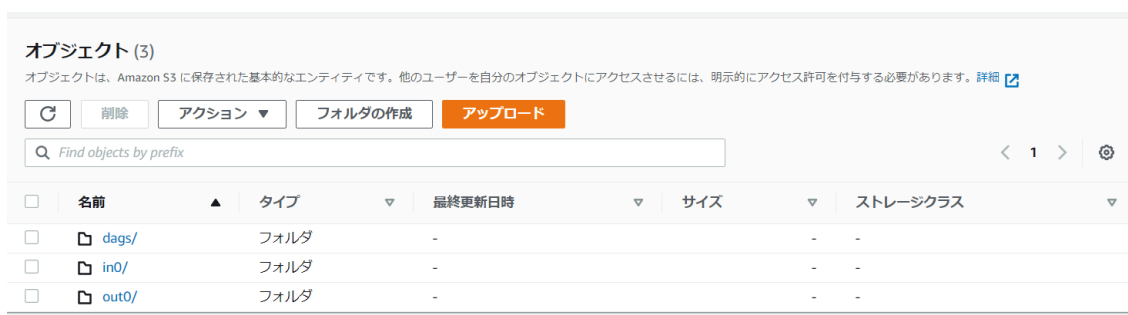 オブジェクト (3)
オブジェクトは、Amazon S3 に保存された基本的なエンティティです。他のユーザーを自分のオブジェクトにアクセスさせるには、明示的にアクセス許可を付与する必要があります。詳細
削除 アクション フォルダの作成 アップロード
Find objects by prefix 1
名前 タイプ 最終更新日時 サイズ ストレージクラス
dags/ フォルダ - - -
in0/ フォルダ - - -
out0/ フォルダ - - -